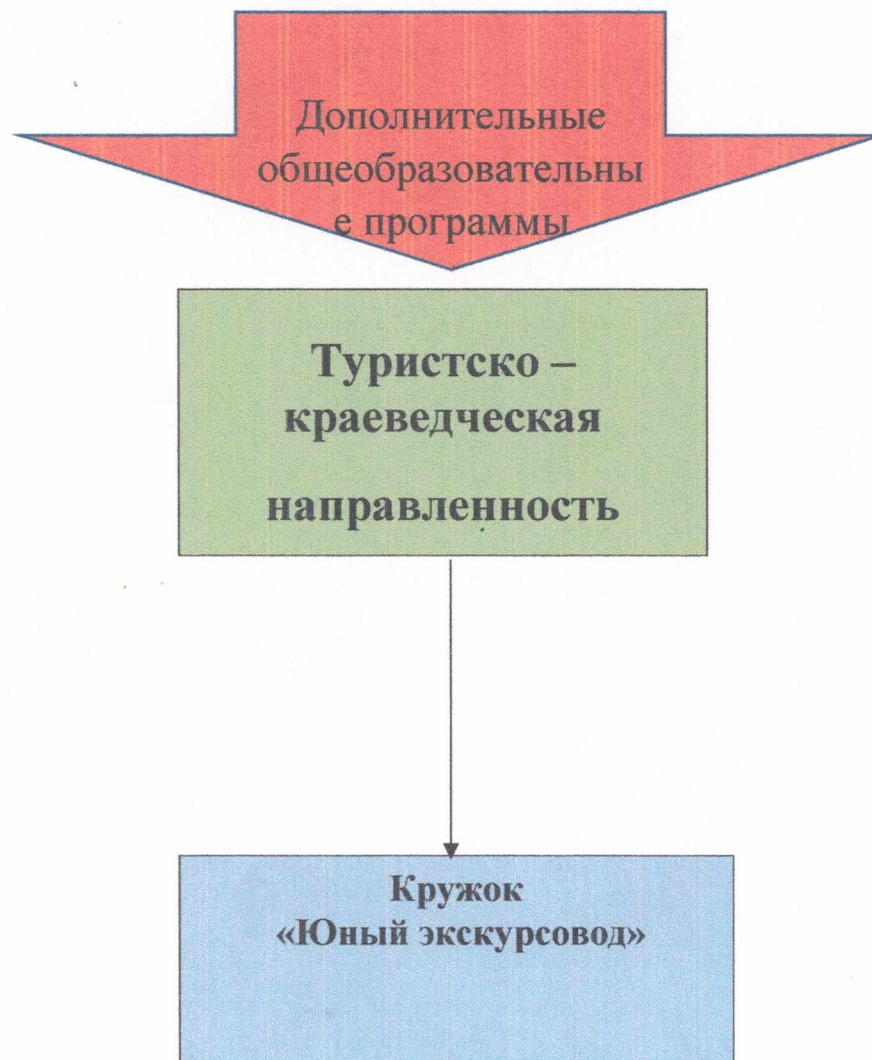 Дополнительные
общеобразовательны
е программы
Туристско –
краеведческая
направленность
Кружок
«Юный экскурсовод»